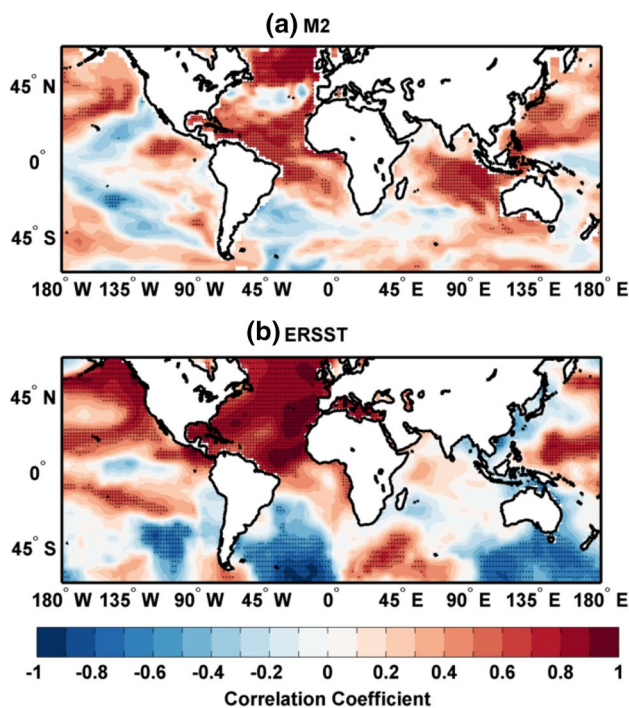 (a) M2
45° N
0°
45° S
180° W 135° W 90° W 45° W 0° 45° E 90° E 135° E 180° E
(b) ERSST
45° N
0°
45° S
180° W 135° W 90° W 45° W 0° 45° E 90° E 135° E 180° E
-1 -0.8 -0.6 -0.4 -0.2 0 0.2 0.4 0.6 0.8 1
Correlation Coefficient